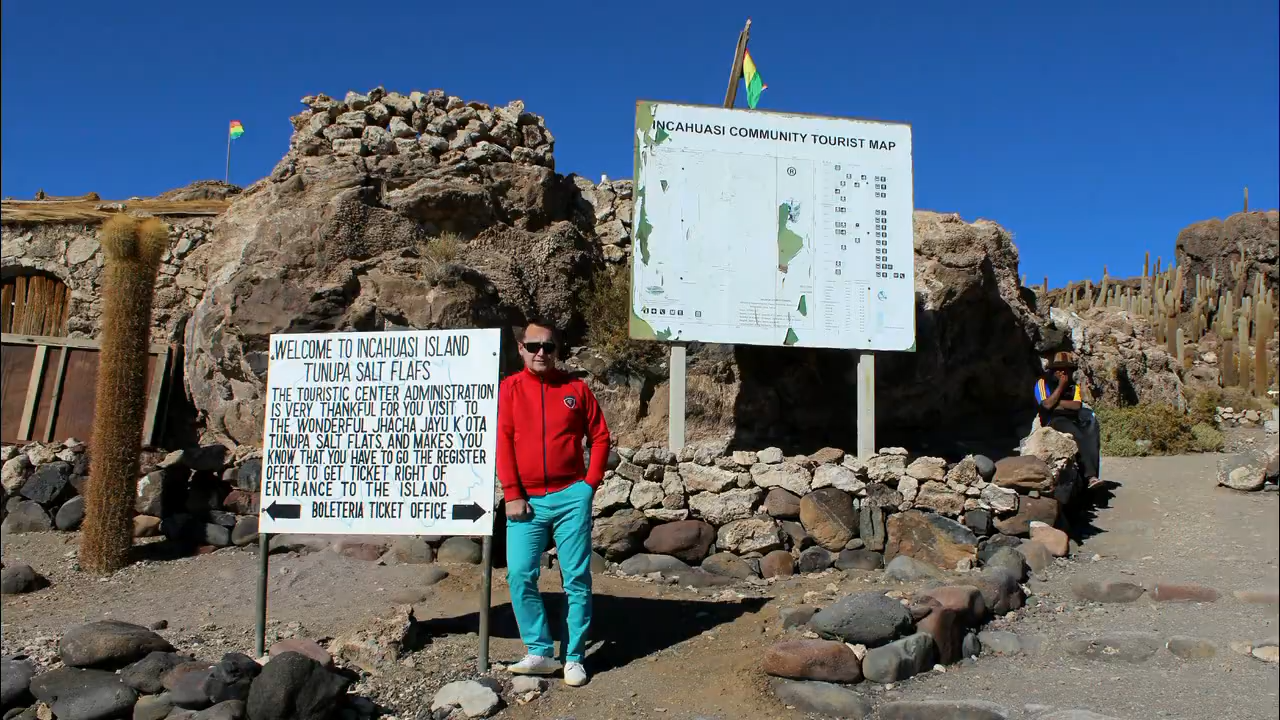 WELCOME TO INCAHUASI ISLAND
TUNUPA SALT FLAFS
THE TOURISTIC CENTER ADMINISTRATION
IS VERY THANKFUL FOR YOU VISIT TO
THE WONDERFUL JHACHA JAYU K´OTA
TUNUPA SALT FLATS, AND MAKES YOU
KNOW THAT YOU HAVE TO GO THE REGISTER
OFFICE TO GET TICKET RIGT OF
ENTRANCE TO THE ISLAND.
BOLETERIA TICKET OFFICE
INCAHUASI COMMUNITY TOURIST MAP